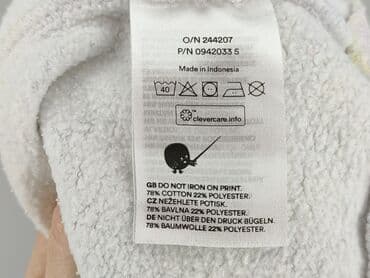 O/N 244207
P/N 0942033 5
Made in Indonesia
40
clevercare.info
GB DO NOT IRON ON PRINT.
78% COTTON 22% POLYESTER.
CZ NEŽEHLETE POTISK.
78% BAVLNA 22% POLYESTER.
DE NICHT ÜBER DEN DRUCK BÜGELN.
78% BAUMWOLLE 22% POLYESTER.